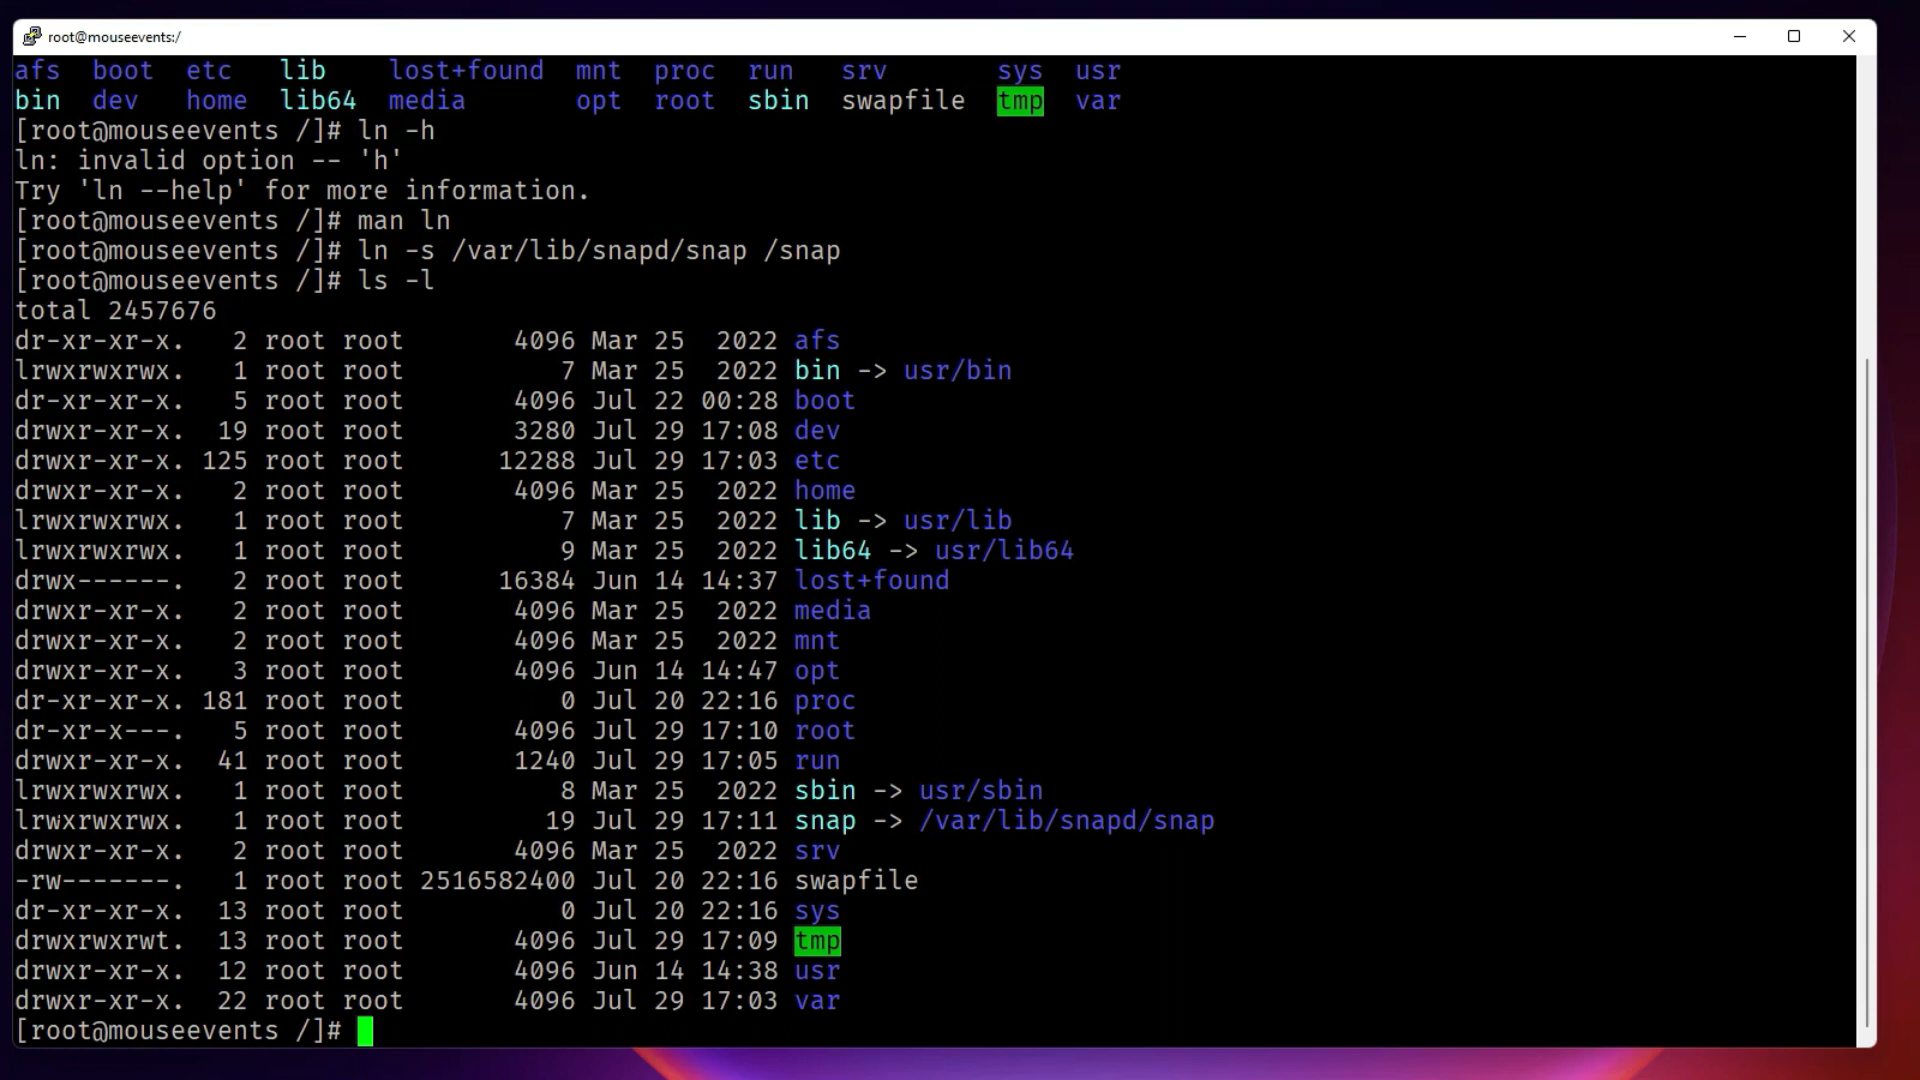 root@mouseevents:/
afs  boot  etc   lib    lost+found  mnt  proc  run   srv       sys  usr
bin  dev   home  lib64  media       opt  root  sbin  swapfile  tmp  var
[root@mouseevents /]# ln -h
ln: invalid option -- 'h'
Try 'ln --help' for more information.
[root@mouseevents /]# man ln
[root@mouseevents /]# ln -s /var/lib/snapd/snap /snap
[root@mouseevents /]# ls -l
total 2457676
dr-xr-xr-x.   2 root root       4096 Mar 25  2022 afs
lrwxrwxrwx.   1 root root          7 Mar 25  2022 bin -> usr/bin
dr-xr-xr-x.   5 root root       4096 Jul 22 00:28 boot
drwxr-xr-x.  19 root root       3280 Jul 29 17:08 dev
drwxr-xr-x. 125 root root      12288 Jul 29 17:03 etc
drwxr-xr-x.   2 root root       4096 Mar 25  2022 home
lrwxrwxrwx.   1 root root          7 Mar 25  2022 lib -> usr/lib
lrwxrwxrwx.   1 root root          9 Mar 25  2022 lib64 -> usr/lib64
drwx------.   2 root root      16384 Jun 14 14:37 lost+found
drwxr-xr-x.   2 root root       4096 Mar 25  2022 media
drwxr-xr-x.   2 root root       4096 Mar 25  2022 mnt
drwxr-xr-x.   3 root root       4096 Jun 14 14:47 opt
dr-xr-xr-x. 181 root root          0 Jul 20 22:16 proc
dr-xr-x---.   5 root root       4096 Jul 29 17:10 root
drwxr-xr-x.  41 root root       1240 Jul 29 17:05 run
lrwxrwxrwx.   1 root root          8 Mar 25  2022 sbin -> usr/sbin
lrwxrwxrwx.   1 root root         19 Jul 29 17:11 snap -> /var/lib/snapd/snap
drwxr-xr-x.   2 root root       4096 Mar 25  2022 srv
-rw-------.   1 root root 2516582400 Jul 20 22:16 swapfile
dr-xr-xr-x.  13 root root          0 Jul 20 22:16 sys
drwxrwxrwt.  13 root root       4096 Jul 29 17:09 tmp
drwxr-xr-x.  12 root root       4096 Jun 14 14:38 usr
drwxr-xr-x.  22 root root       4096 Jul 29 17:03 var
[root@mouseevents /]#